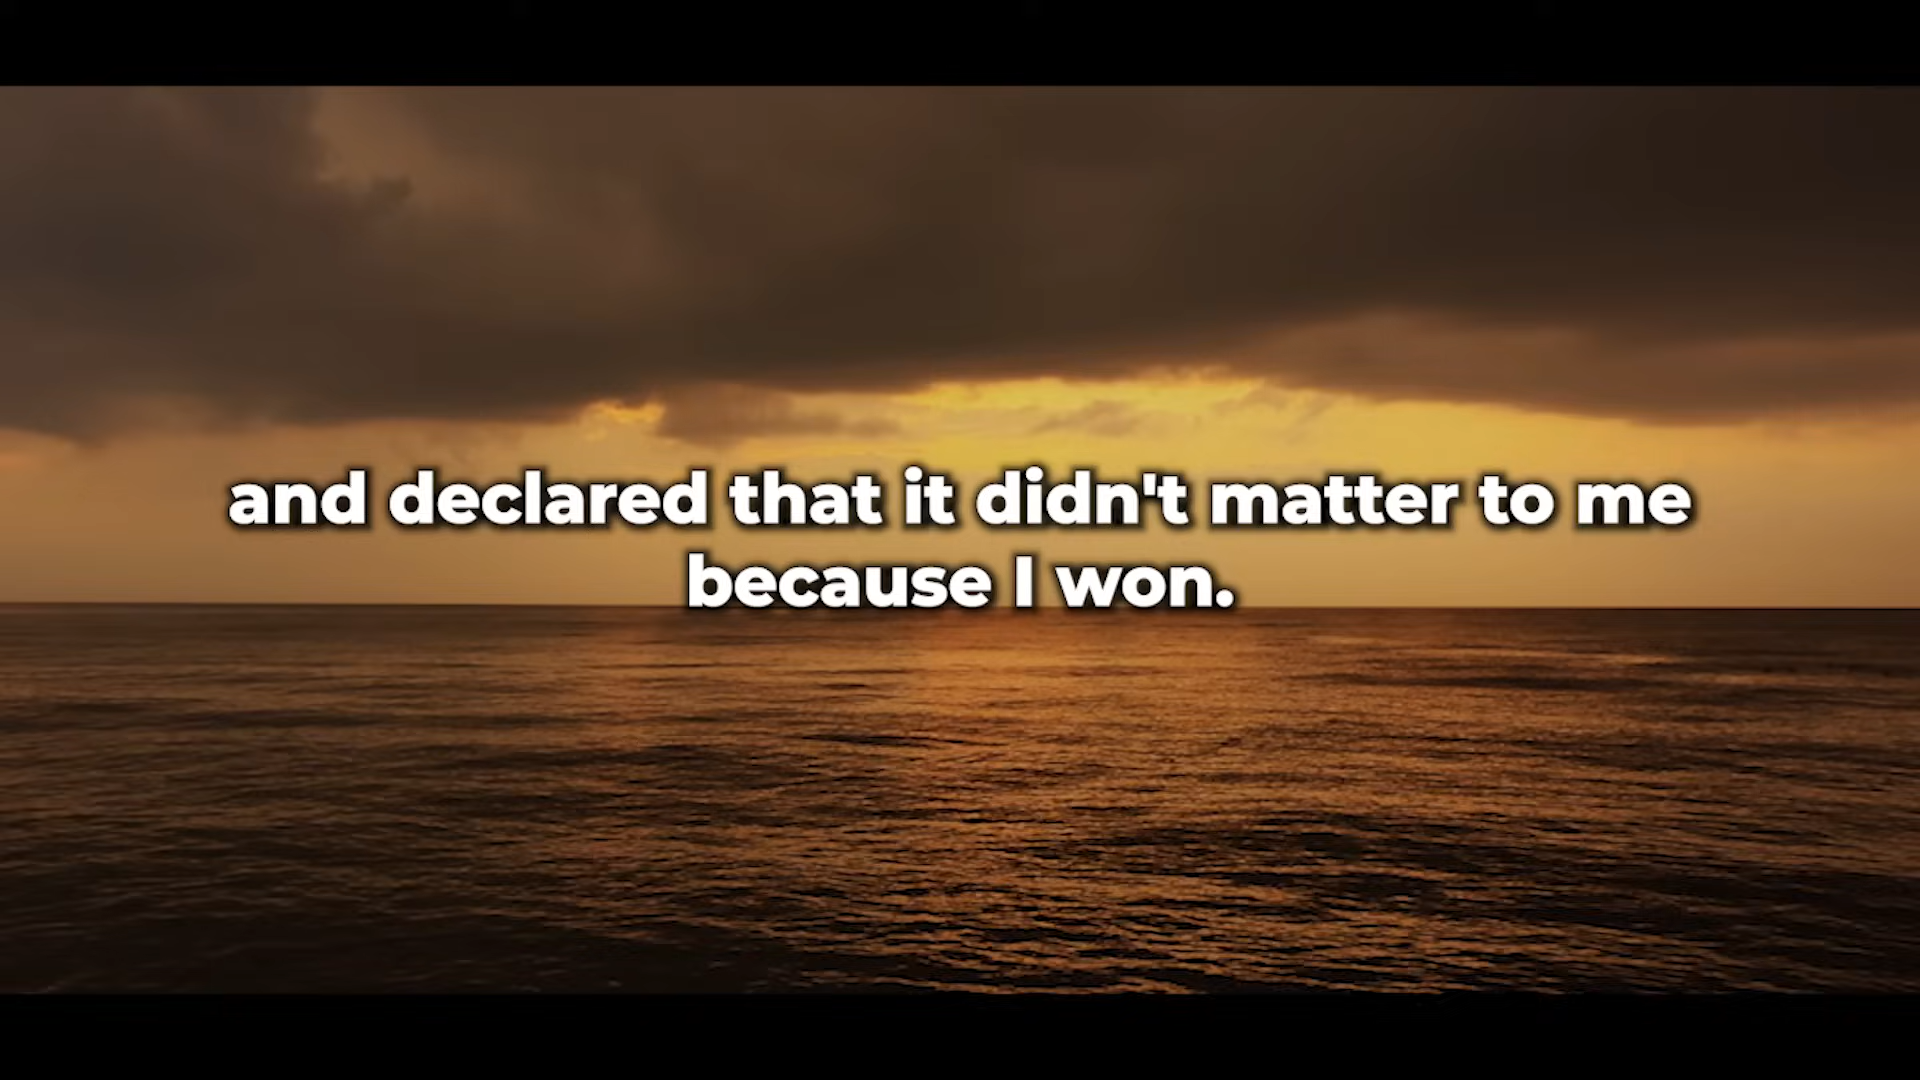 and declared that it didn't matter to me
because I won.